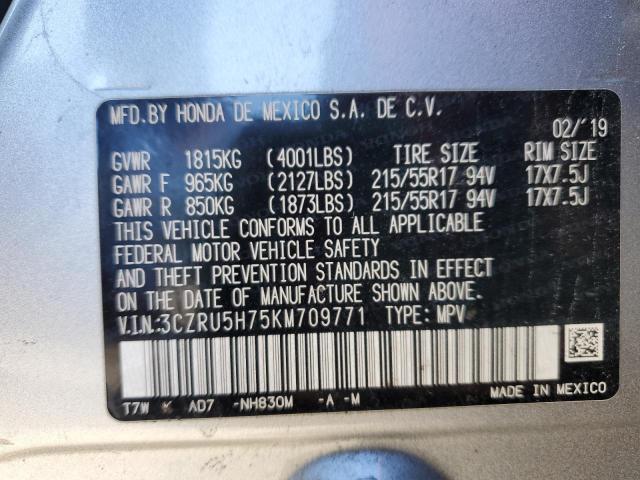 MFD.BY HONDA DE MEXICO S.A. DE C.V.
02/'19
GVWR 1815KG (4001LBS) TIRE SIZE RIM SIZE
GAWR F 965KG (2127LBS) 215/55R17 94V 17X7.5J
GAWR R 850KG (1873LBS) 215/55R17 94V 17X7.5J
THIS VEHICLE CONFORMS TO ALL APPLICABLE
FEDERAL MOTOR VEHICLE SAFETY
AND THEFT PREVENTION STANDARDS IN EFFECT
ON THE DATE OF MANUFACTURE SHOWN ABOVE.
V.I.N.:3CZRU5H75KM709771 TYPE: MPV
T7W K AD7 -NH830M -A -M
MADE IN MEXICO